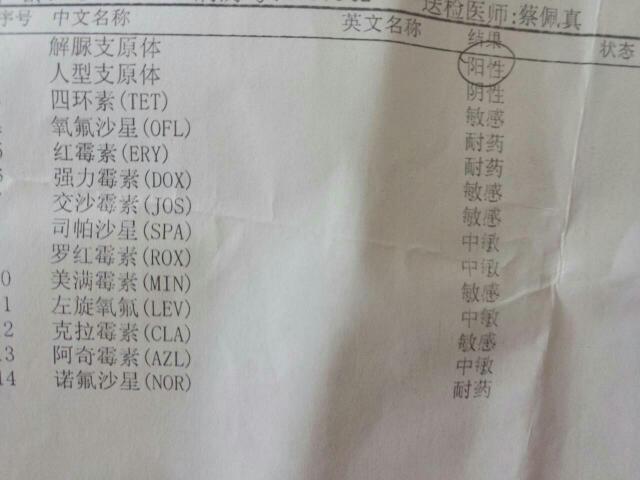 送检医师:蔡佩真
序号 中文名称 英文名称 结果 状态
解脲支原体 阳性
人型支原体 阴性
四环素(TET) 敏感
氧氟沙星(OFL) 耐药
红霉素(ERY) 耐药
强力霉素(DOX) 敏感
交沙霉素(JOS) 敏感
司帕沙星(SPA) 中敏
罗红霉素(ROX) 中敏
0 美满霉素(MIN) 敏感
1 左旋氧氟(LEV) 中敏
2 克拉霉素(CLA) 敏感
13 阿奇霉素(AZL) 中敏
14 诺氟沙星(NOR) 耐药